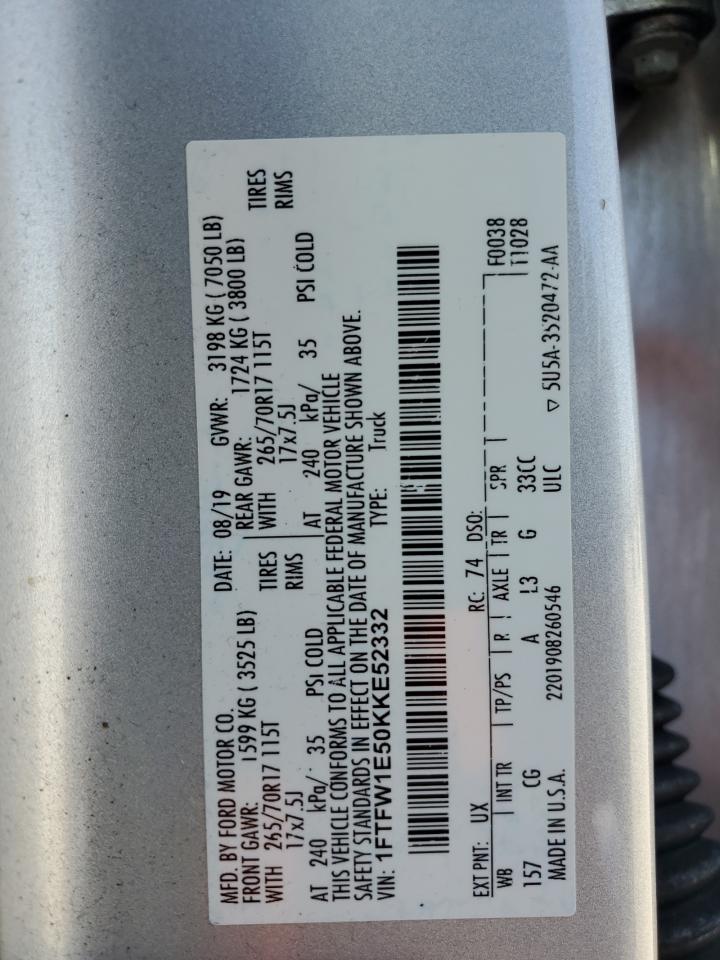 MFD. BY FORD MOTOR CO.
DATE: 08/19 GVWR: 3198 KG ( 7050 LB)
FRONT GAWR: 1599 KG ( 3525 LB)
REAR GAWR: 1724 KG ( 3800 LB)
WITH 265/70R17 115T TIRES
WITH 265/70R17 115T TIRES
17x7.5J RIMS
17x7.5J RIMS
AT 240 kPa/ 35 PSI COLD
AT 240 kPa/ 35 PSI COLD
THIS VEHICLE CONFORMS TO ALL APPLICABLE FEDERAL MOTOR VEHICLE
SAFETY STANDARDS IN EFFECT ON THE DATE OF MANUFACTURE SHOWN ABOVE.
VIN: 1FTFW1E50KKE52332 TYPE: Truck
EXT PNT: UX RC: 74 DSO:
WB INT TR TP/PS R AXLE TR SPR F0038
157 CG A L3 G 33CC T1028
MADE IN U.S.A. 2201908260546 ULC ▽ 5U5A-3520472-AA